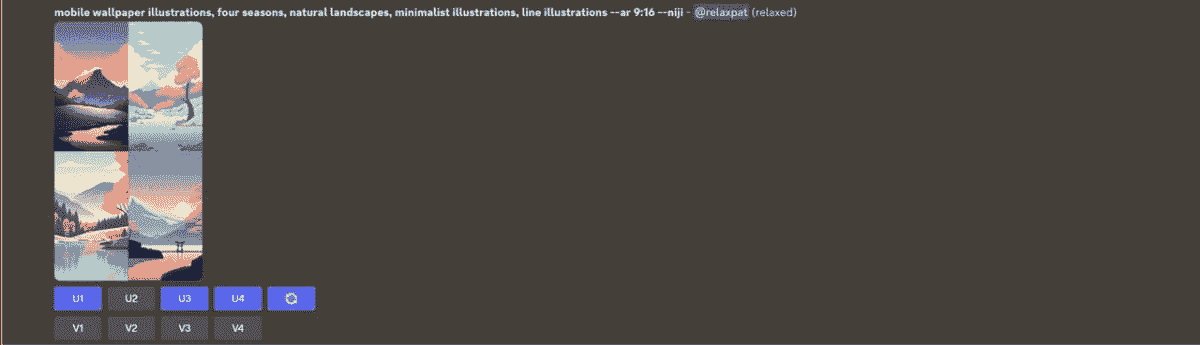 mobile wallpaper illustrations, four seasons, natural landscapes, minimalist illustrations, line illustrations --ar 9:16 --niji - @relaxpat (relaxed)
U1 U2 U3 U4
V1 V2 V3 V4